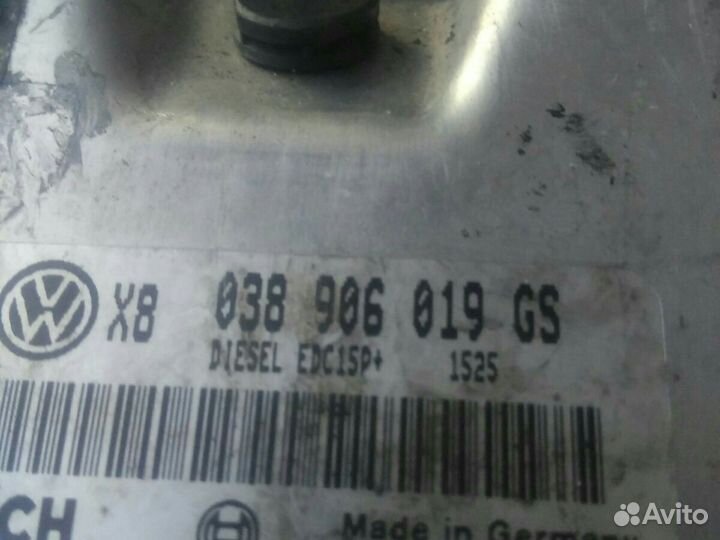 X8 038 906 019 GS
DIESEL EDC15P+ 1525
CH
Made in Germany
Avito